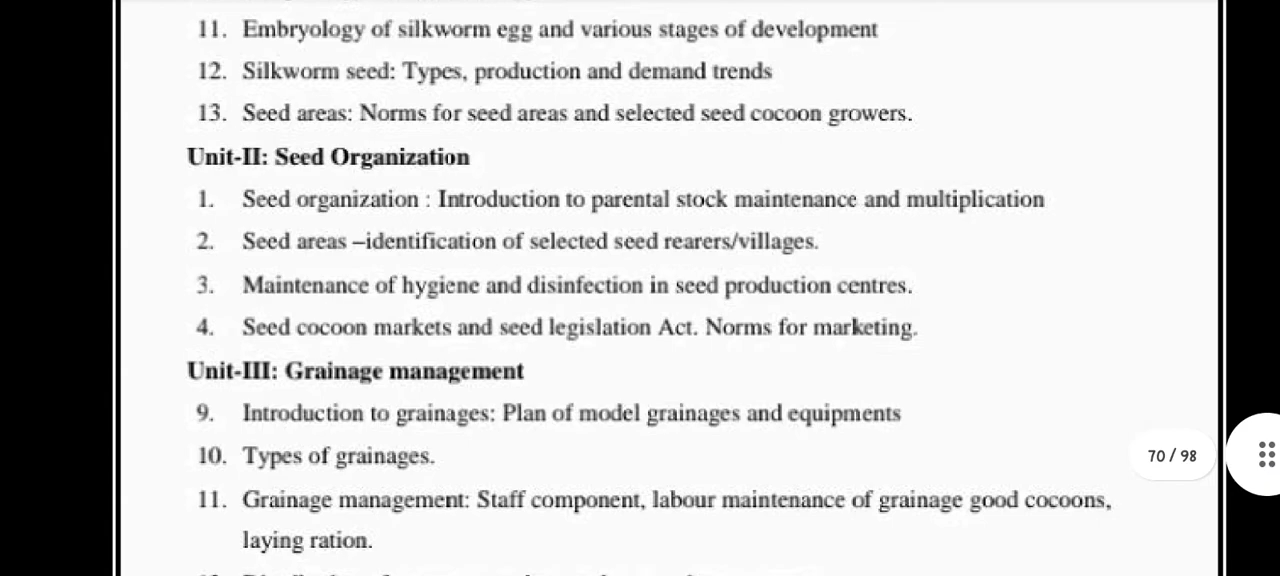 11. Embryology of silkworm egg and various stages of development
12. Silkworm seed: Types, production and demand trends
13. Seed areas: Norms for seed areas and selected seed cocoon growers.
Unit-II: Seed Organization
1. Seed organization : Introduction to parental stock maintenance and multiplication
2. Seed areas –identification of selected seed rearers/villages.
3. Maintenance of hygiene and disinfection in seed production centres.
4. Seed cocoon markets and seed legislation Act. Norms for marketing.
Unit-III: Grainage management
9. Introduction to grainages: Plan of model grainages and equipments
10. Types of grainages.
70 / 98
11. Grainage management: Staff component, labour maintenance of grainage good cocoons,
laying ration.